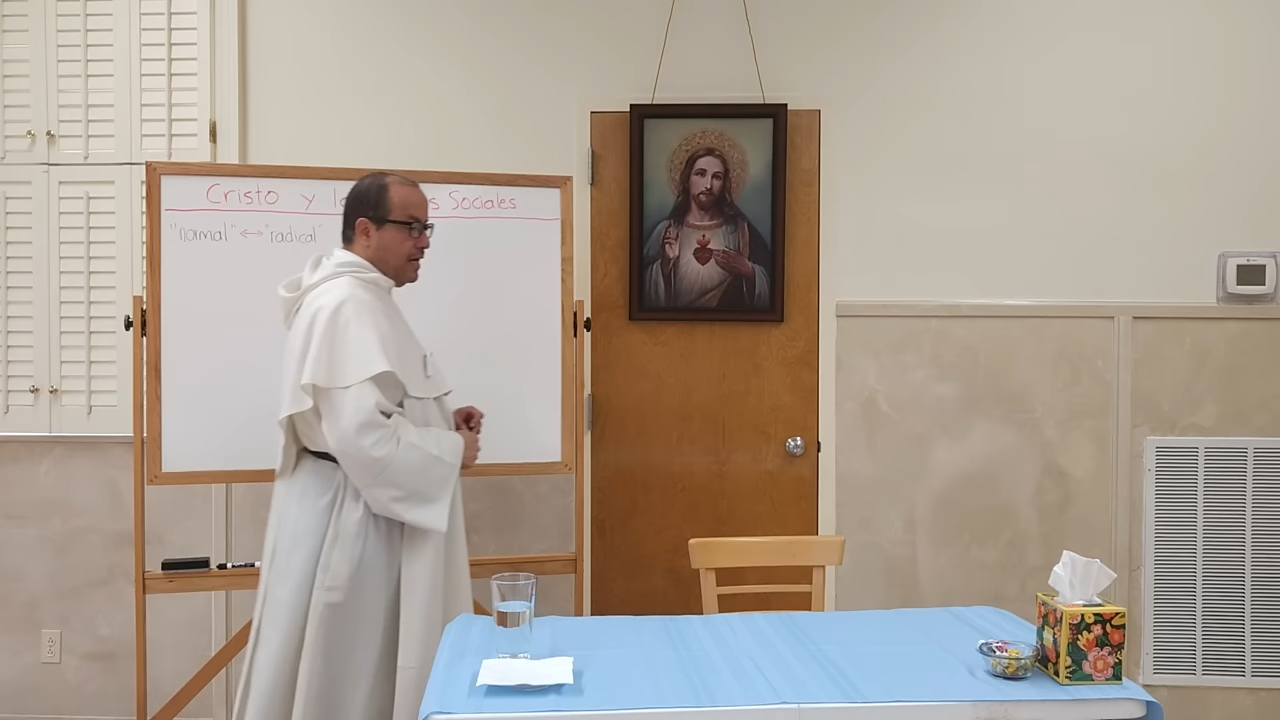 Cristo y s Sociales
"normal" ↔ "radical"